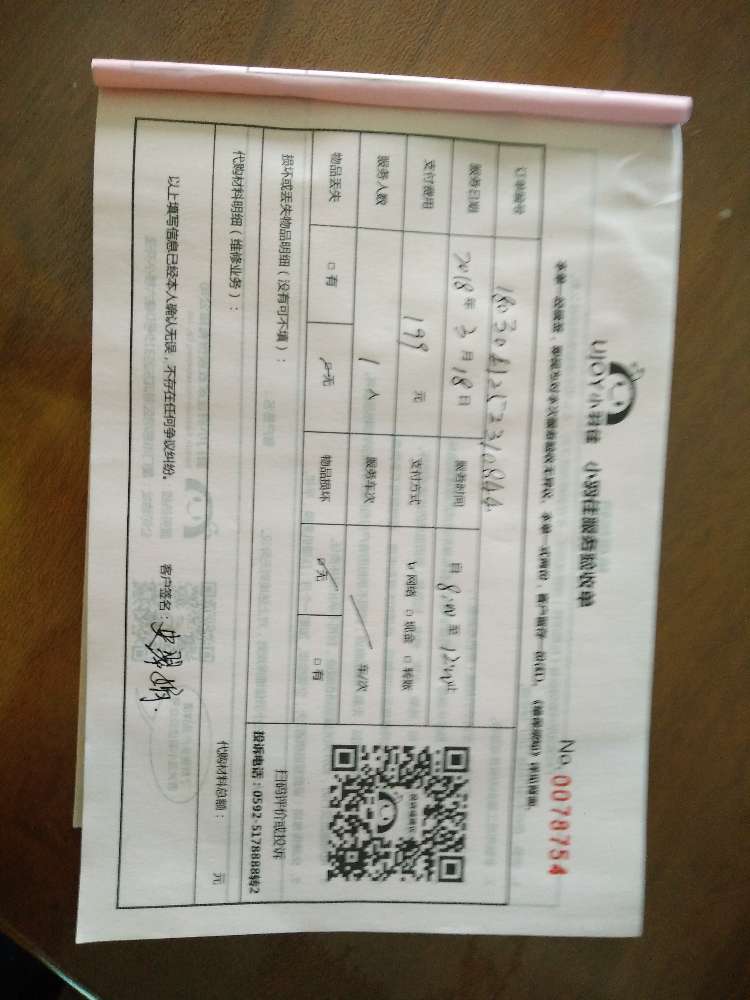 UJOY小羽佳 小羽佳服务验收单
No.0078754
订单编号
服务日期 2018年3月18日 服务时间 自8:00至12:00止
支付费用 199元 支付方式 网络 □现金 □转账
服务人数 1人 服务车次 车/次
物品丢失 □有 □无 物品损坏 □无 □有
损坏或丢失物品明细（没有可不填）：
扫码评价或投诉
投诉电话：0592-5178888转2
代购材料明细（维修业务）：
代购材料总额： 元
以上填写信息已经本人确认无误，不存在任何争议纠纷。 客户签名：